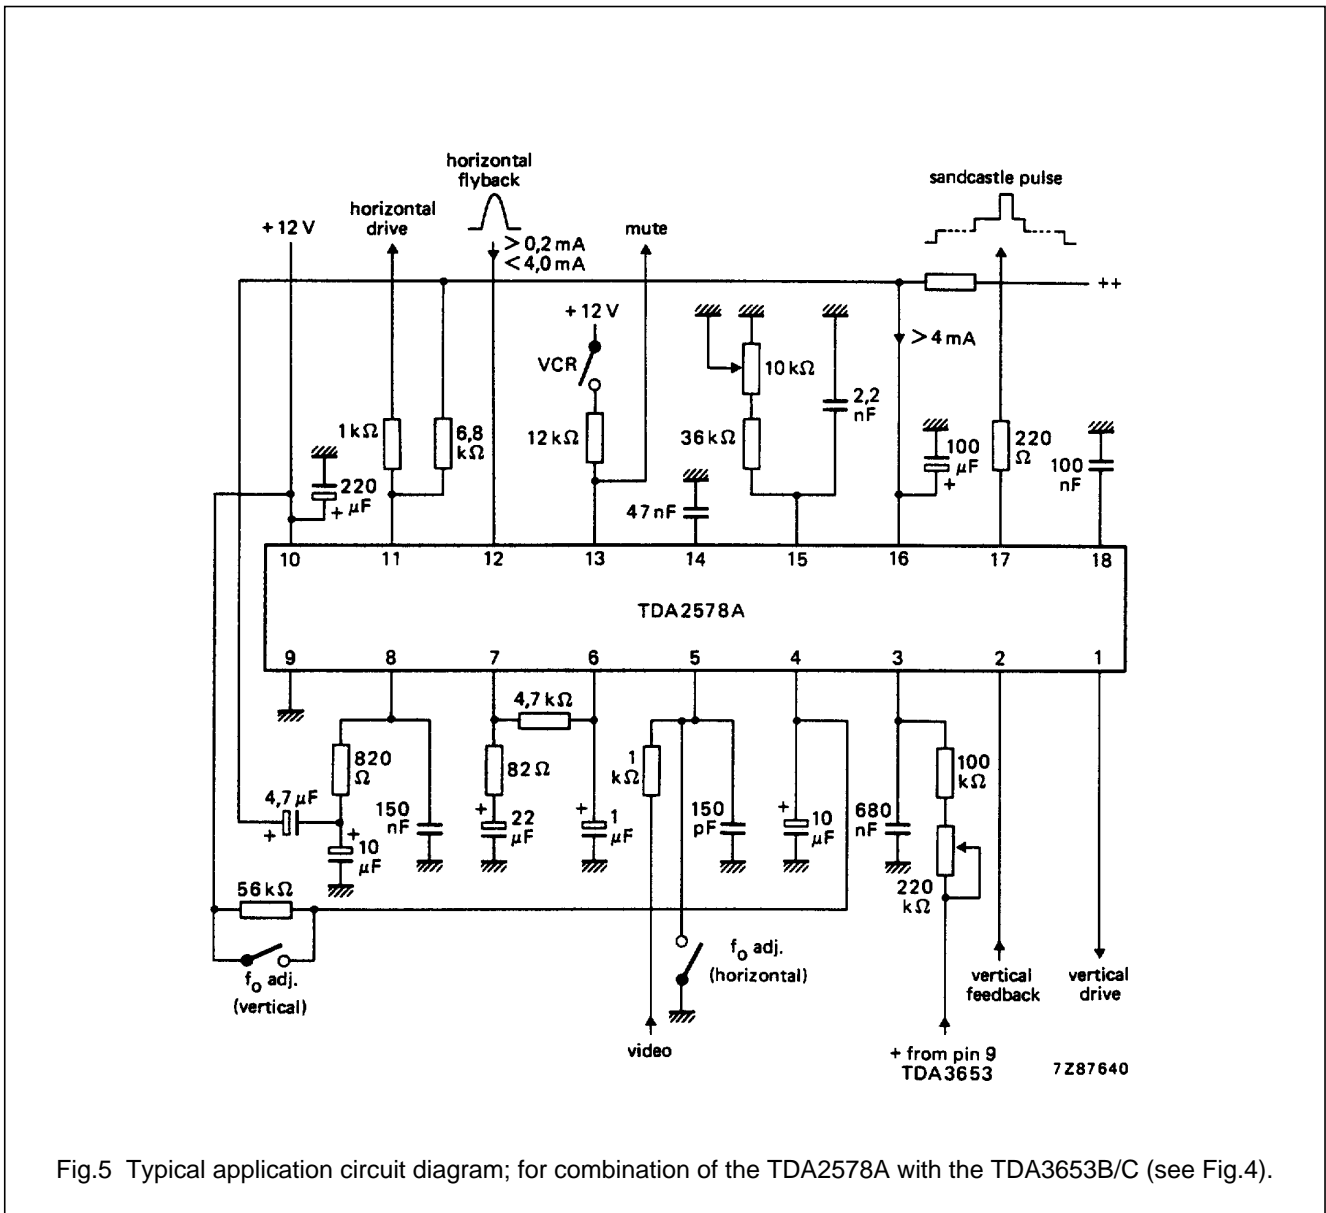 horizontal
flyback
sandcastle pulse
horizontal
drive
+ 12 V
mute
> 0,2 mA
< 4,0 mA
++
+ 12 V
VCR
> 4 mA
10 kΩ
2,2
nF
1 kΩ
6,8
kΩ
12 kΩ
36 kΩ
100
µF
+
220
Ω
100
nF
220
µF
+
47 nF
10 11 12 13 14 15 16 17 18
TDA2578A
9 8 7 6 5 4 3 2 1
4,7 kΩ
820
Ω
82 Ω
1
kΩ
100
kΩ
4,7 µF
+
+
10
µF
150
nF
+
22
µF
+
1
µF
150
pF
+
10
µF
680
nF
220
kΩ
56 kΩ
fo adj.
(vertical)
fo adj.
(horizontal)
vertical
feedback
vertical
drive
video
+ from pin 9
TDA3653
7Z87640
Fig.5 Typical application circuit diagram; for combination of the TDA2578A with the TDA3653B/C (see Fig.4).